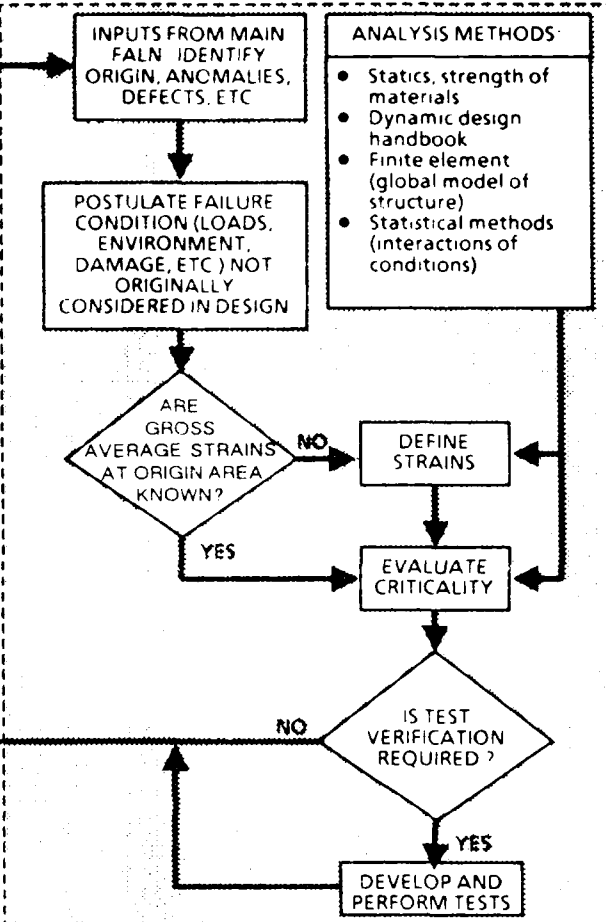 INPUTS FROM MAIN
FALN IDENTIFY
ORIGIN, ANOMALIES,
DEFECTS, ETC
POSTULATE FAILURE
CONDITION (LOADS,
ENVIRONMENT,
DAMAGE, ETC ) NOT
ORIGINALLY
CONSIDERED IN DESIGN
ARE
GROSS
AVERAGE STRAINS
AT ORIGIN AREA
KNOWN?
NO
YES
ANALYSIS METHODS
● Statics, strength of
materials
● Dynamic design
handbook
● Finite element
(global model of
structure)
● Statistical methods
(interactions of
conditions)
DEFINE
STRAINS
EVALUATE
CRITICALITY
IS TEST
VERIFICATION
REQUIRED ?
NO
YES
DEVELOP AND
PERFORM TESTS